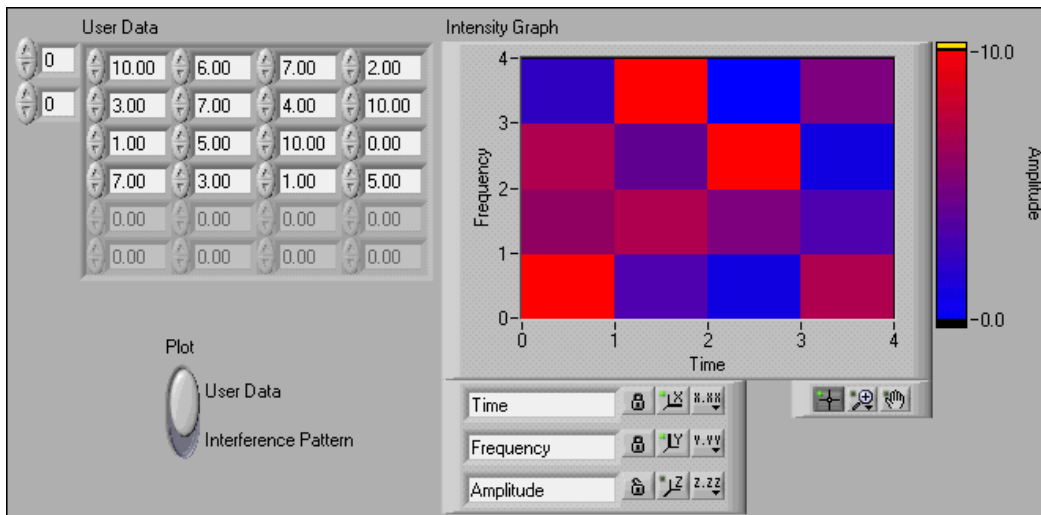 User Data
0
0
10.00 6.00 7.00 2.00
3.00 7.00 4.00 10.00
1.00 5.00 10.00 0.00
7.00 3.00 1.00 5.00
0.00 0.00 0.00 0.00
0.00 0.00 0.00 0.00
Plot
User Data
Interference Pattern
Intensity Graph
4
3
2
1
0
Frequency
0 1 2 3 4
Time
10.0
0.0
Amplitude
Time X X.XX
Frequency Y Y.YY
Amplitude Z Z.ZZ